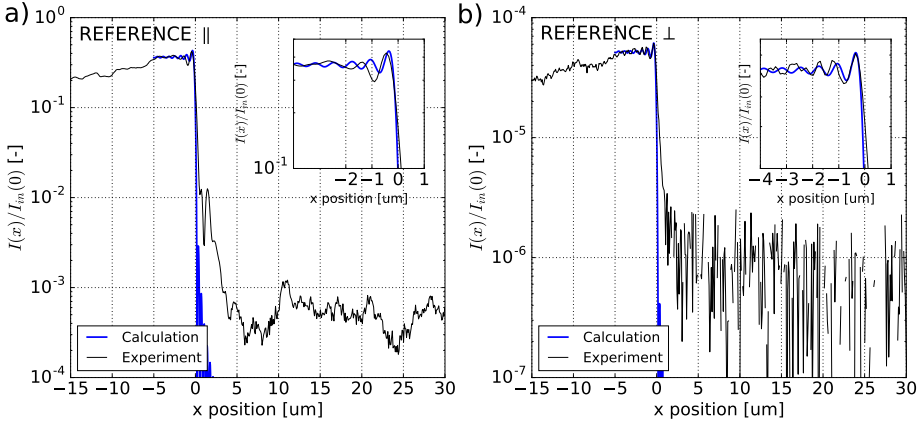 a)
REFERENCE ∥
10^0
10^-1
10^-2
10^-3
10^-4
I(x)/I_in(0) [-]
-15 -10 -5 0 5 10 15 20 25 30
x position [um]
Calculation
Experiment
I(x)/I_in(0) [-]
10^-1
-2 -1 0 1
x position [um]
b)
REFERENCE ⊥
10^-4
10^-5
10^-6
10^-7
I(x)/I_in(0) [-]
-15 -10 -5 0 5 10 15 20 25 30
x position [um]
Calculation
Experiment
I(x)/I_in(0) [-]
-4 -3 -2 -1 0 1
x position [um]